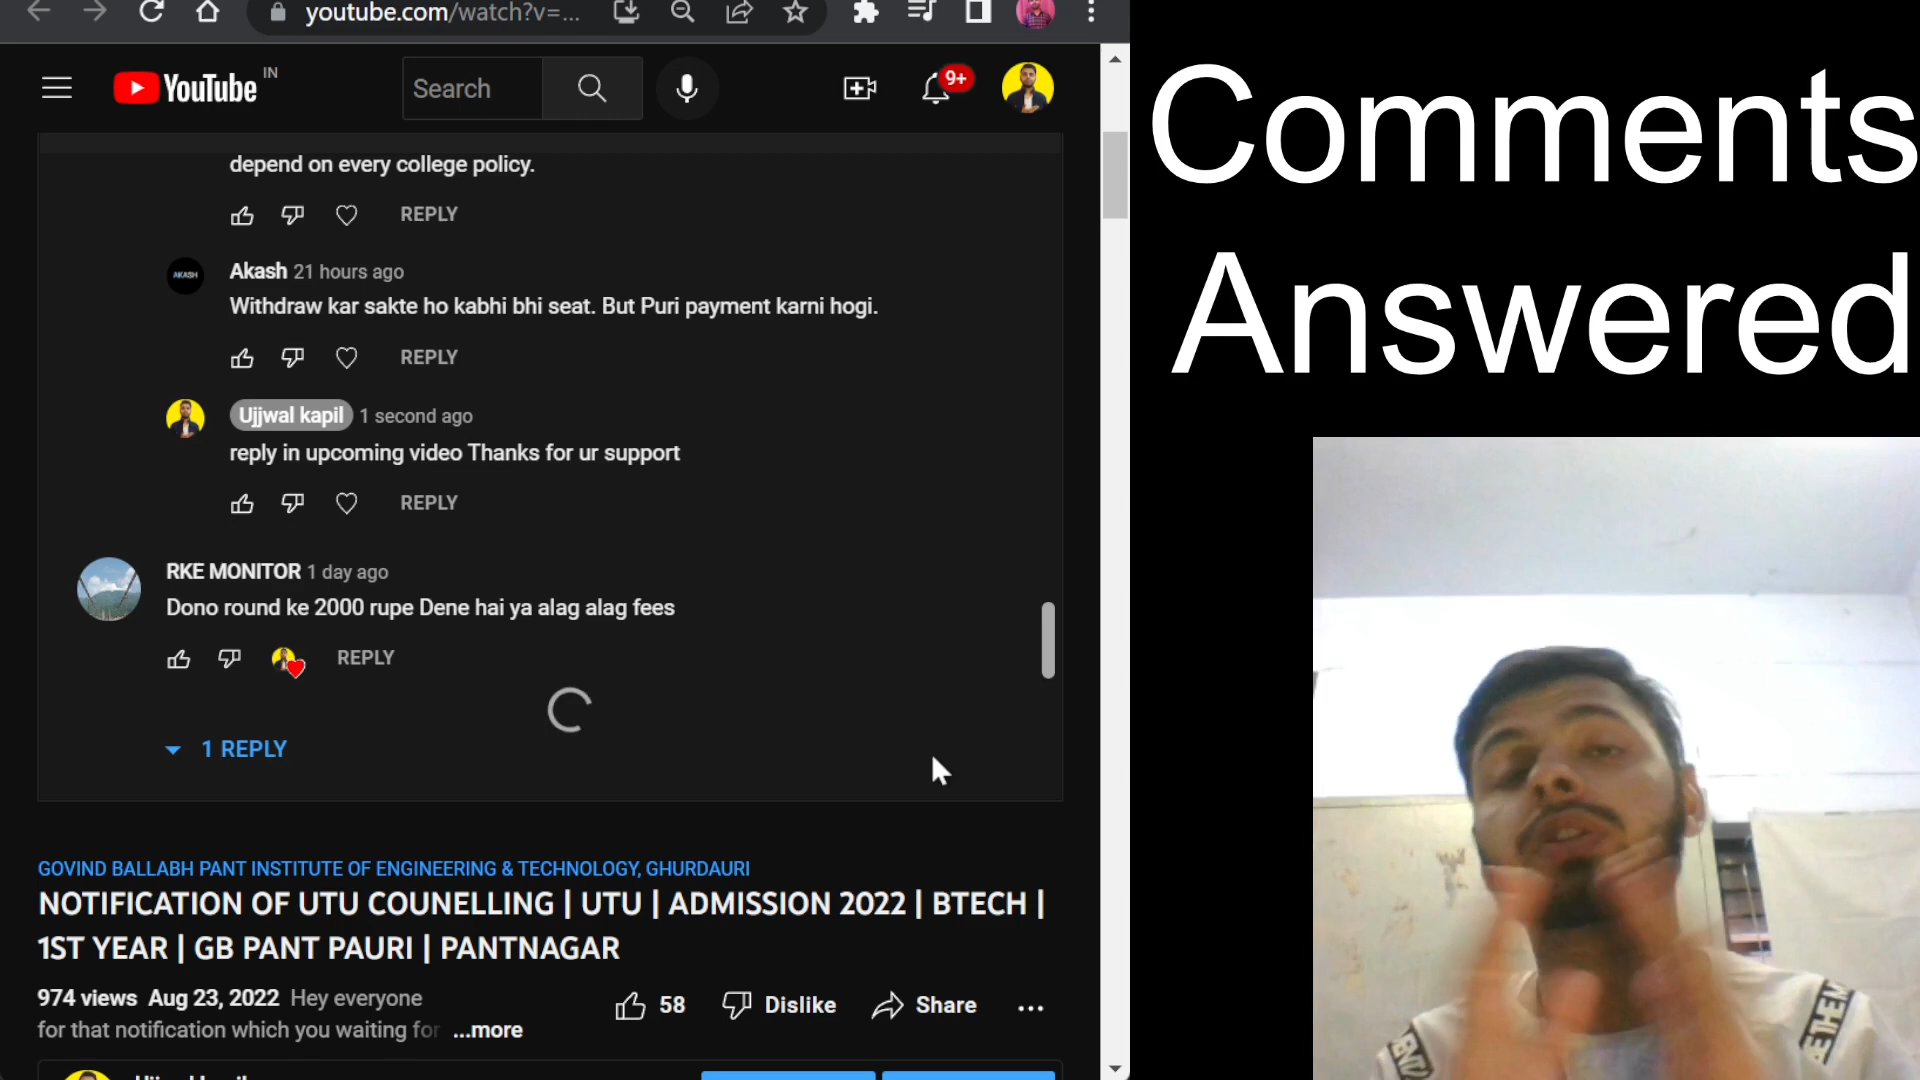 youtube.com/watch?v=...
YouTube IN
Search
9+
depend on every college policy.
REPLY
AKASH
Akash 21 hours ago
Withdraw kar sakte ho kabhi bhi seat. But Puri payment karni hogi.
REPLY
Ujjwal kapil 1 second ago
reply in upcoming video Thanks for ur support
REPLY
RKE MONITOR 1 day ago
Dono round ke 2000 rupe Dene hai ya alag alag fees
REPLY
1 REPLY
GOVIND BALLABH PANT INSTITUTE OF ENGINEERING & TECHNOLOGY, GHURDAURI
NOTIFICATION OF UTU COUNELLING | UTU | ADMISSION 2022 | BTECH |
1ST YEAR | GB PANT PAURI | PANTNAGAR
974 views Aug 23, 2022 Hey everyone
for that notification which you waiting for ...more
58 Dislike Share
Comments
Answered